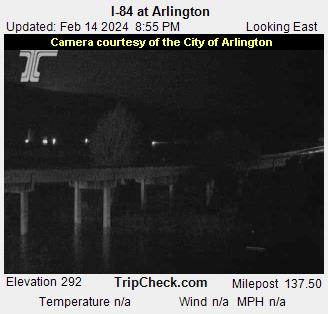 I-84 at Arlington
Updated: Feb 14 2024 8:55 PM Looking East
Camera courtesy of the City of Arlington
Elevation 292 TripCheck.com Milepost 137.50
Temperature n/a Wind n/a MPH n/a